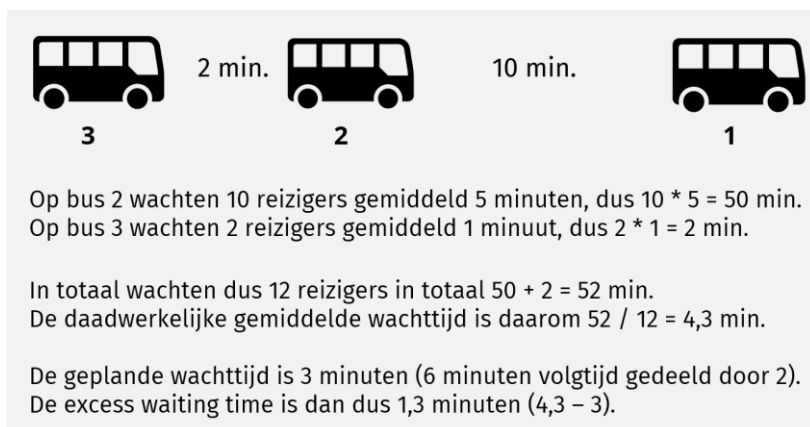 2 min.
10 min.
3
2
1
Op bus 2 wachten 10 reizigers gemiddeld 5 minuten, dus 10 * 5 = 50 min.
Op bus 3 wachten 2 reizigers gemiddeld 1 minuut, dus 2 * 1 = 2 min.
In totaal wachten dus 12 reizigers in totaal 50 + 2 = 52 min.
De daadwerkelijke gemiddelde wachttijd is daarom 52 / 12 = 4,3 min.
De geplande wachttijd is 3 minuten (6 minuten volgtijd gedeeld door 2).
De excess waiting time is dan dus 1,3 minuten (4,3 – 3).